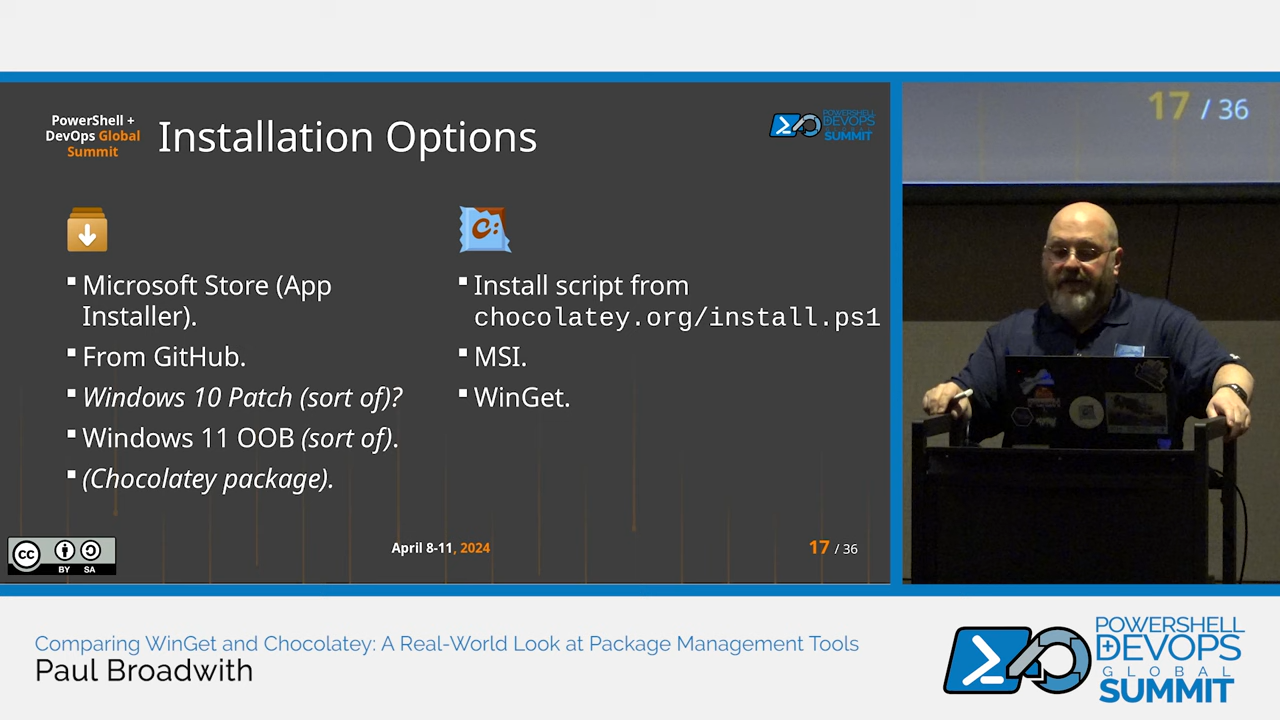 PowerShell +
DevOps Global
Summit
Installation Options
POWERSHELL
DEVOPS
GLOBAL
SUMMIT
Microsoft Store (App
Installer).
From GitHub.
Windows 10 Patch (sort of)?
Windows 11 OOB (sort of).
(Chocolatey package).
C:
Install script from
chocolatey.org/install.ps1
MSI.
WinGet.
cc
BY SA
April 8-11, 2024
17 / 36
17 / 36
Comparing WinGet and Chocolatey: A Real-World Look at Package Management Tools
Paul Broadwith
POWERSHELL
DEVOPS
GLOBAL
SUMMIT